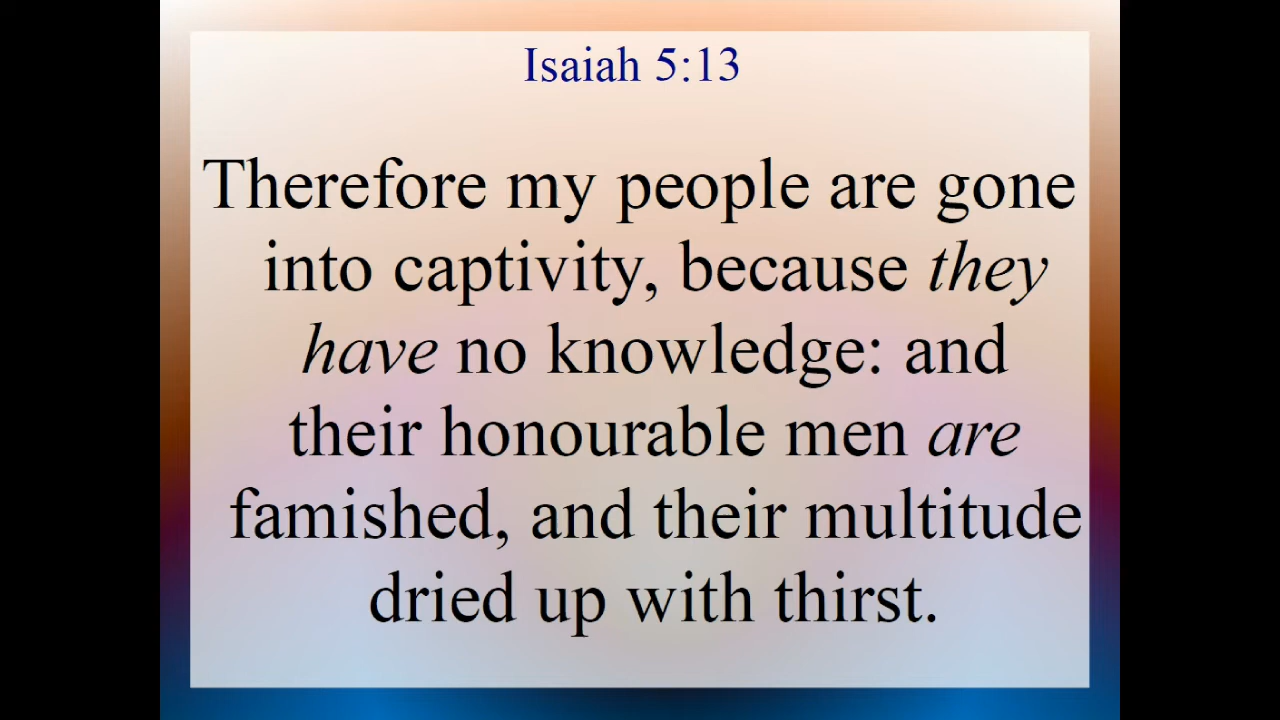 Isaiah 5:13
Therefore my people are gone
into captivity, because they
have no knowledge: and
their honourable men are
famished, and their multitude
dried up with thirst.